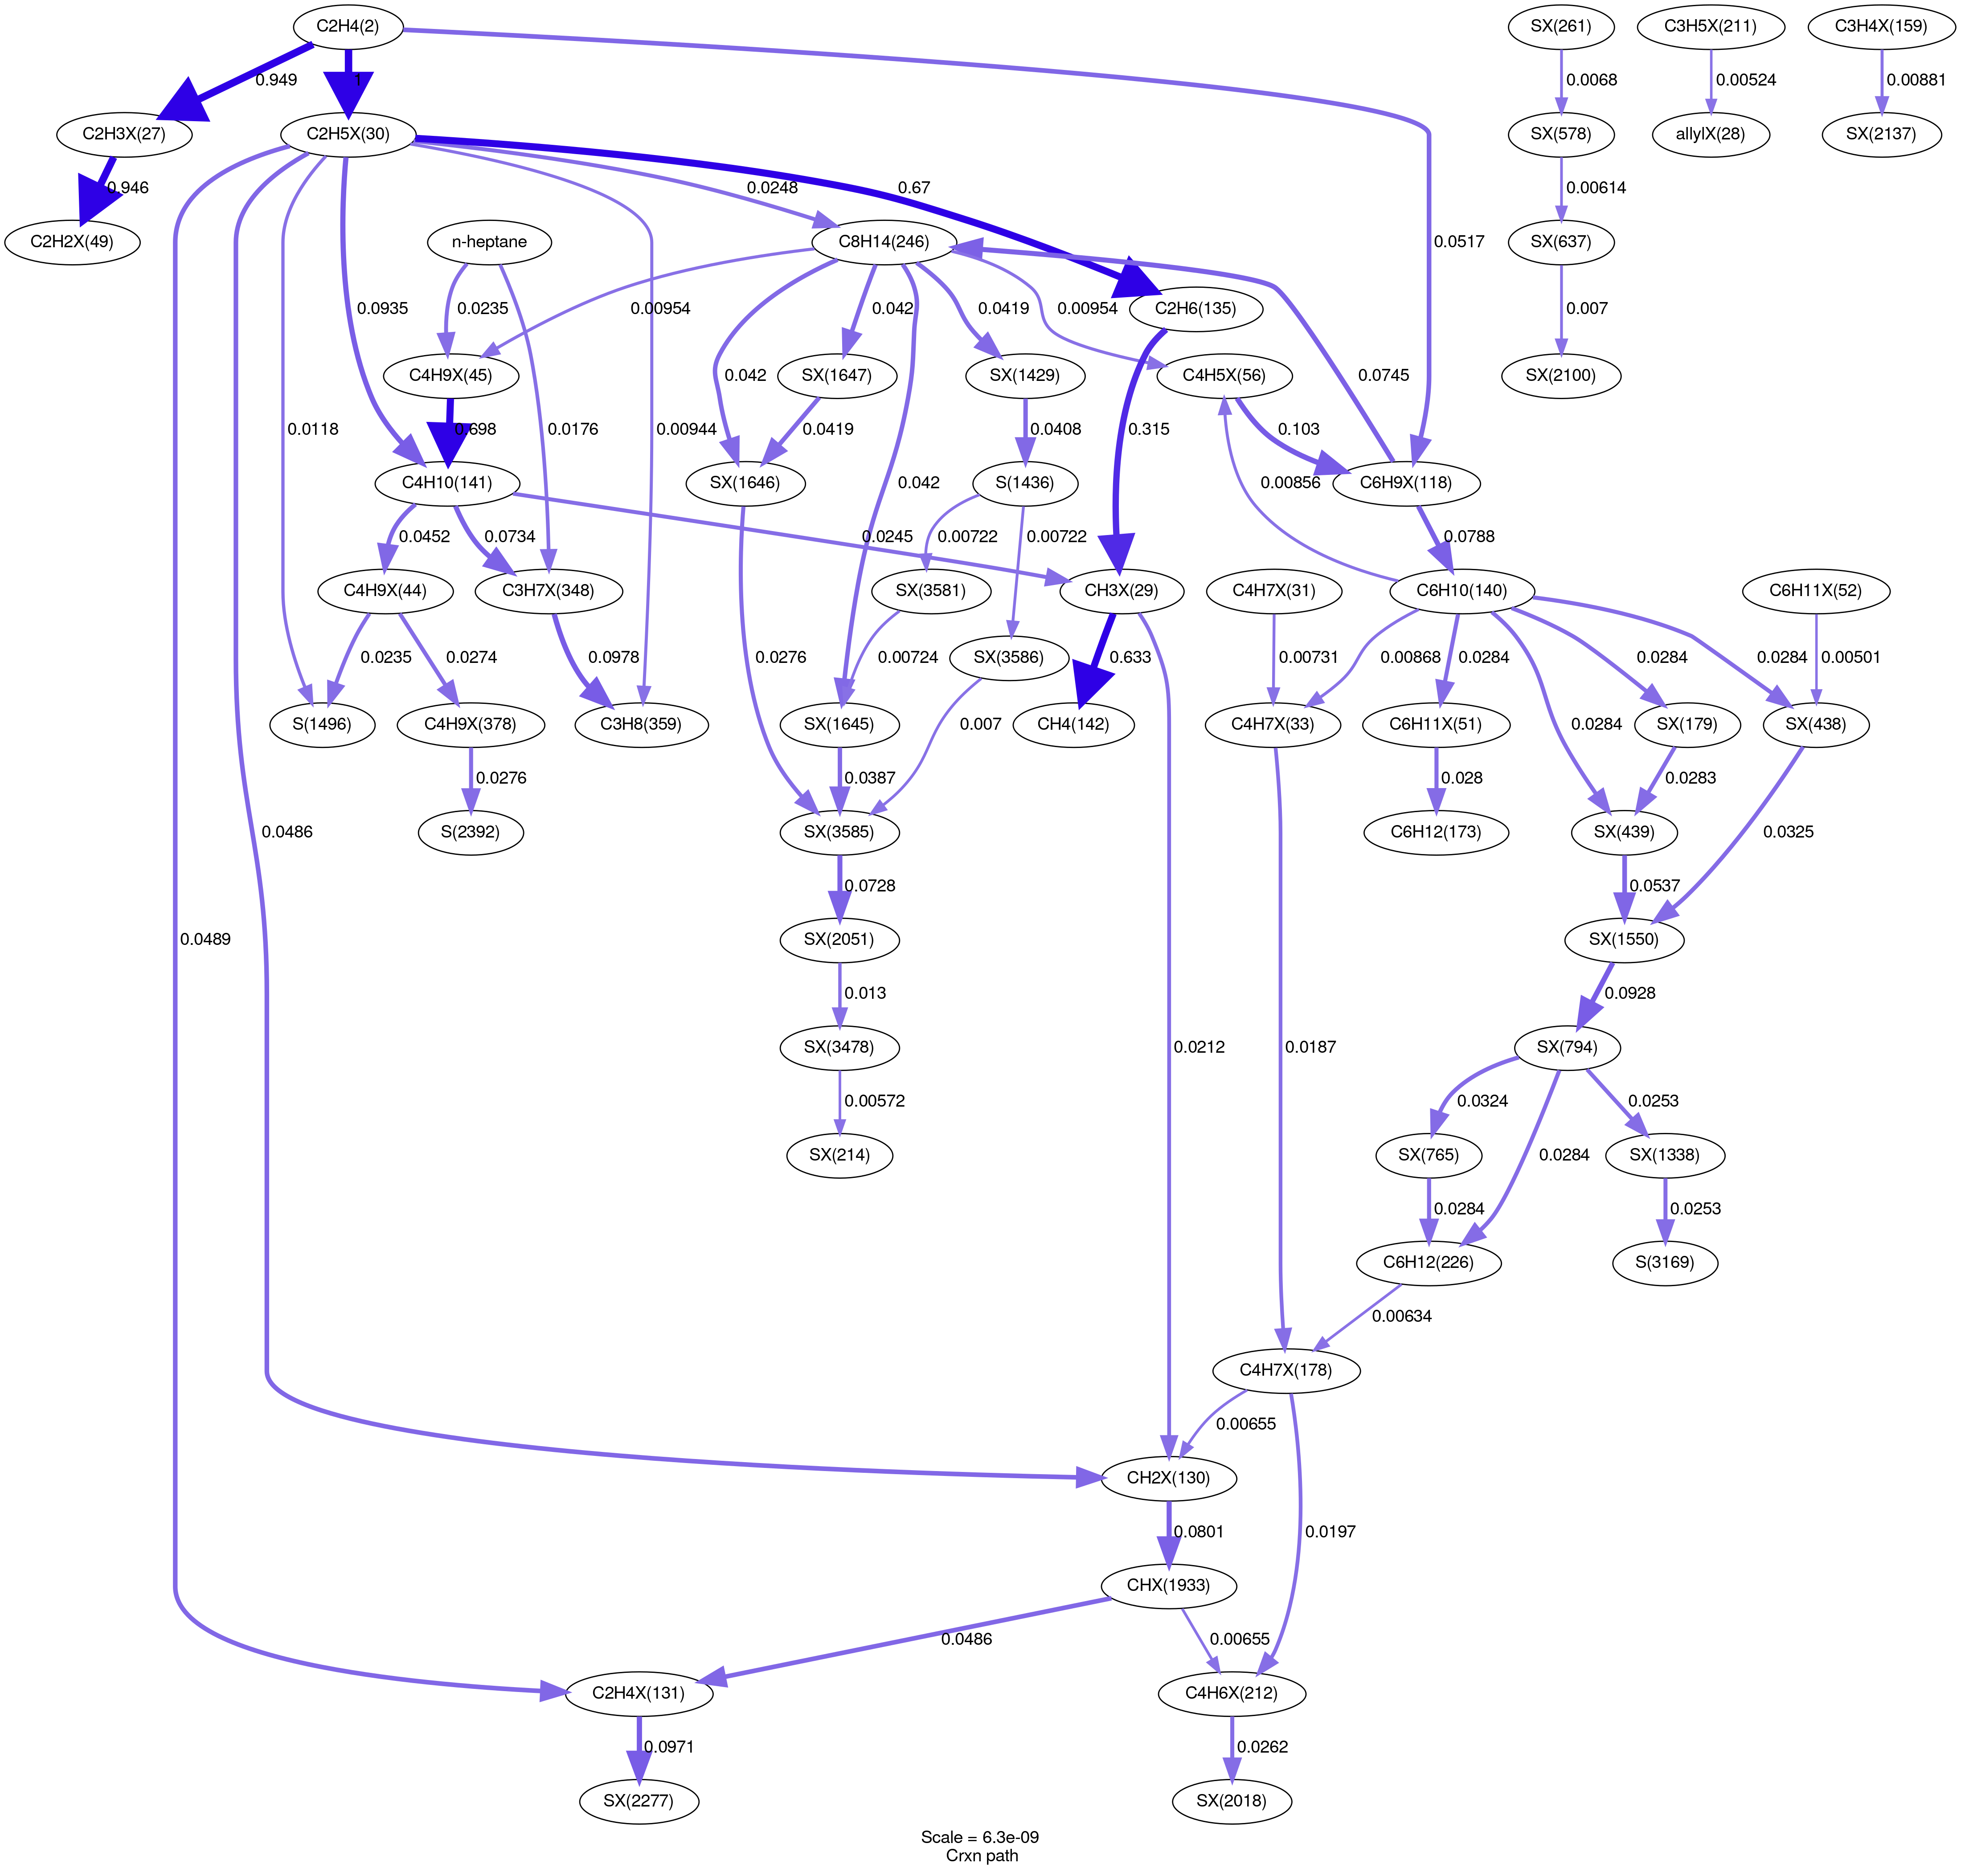 C2H4(2)
SX(261)
C3H5X(211)
C3H4X(159)
0.949
1
0.0068
0.00524
0.00881
C2H3X(27)
C2H5X(30)
SX(578)
allylX(28)
SX(2137)
0.946
0.0248
0.67
0.00614
C2H2X(49)
n-heptane
C8H14(246)
0.0517
SX(637)
C2H6(135)
0.0935
0.0235
0.00954
0.042
0.0419
0.00954
0.007
C4H9X(45)
0.042
SX(1647)
SX(1429)
C4H5X(56)
0.0745
SX(2100)
0.0118
0.698
0.0176
0.00944
0.0419
0.042
0.0408
0.315
0.103
C4H10(141)
SX(1646)
S(1436)
0.00856
C6H9X(118)
0.0452
0.0734
0.0245
0.00722
0.00722
0.0788
C4H9X(44)
C3H7X(348)
SX(3581)
CH3X(29)
C4H7X(31)
C6H10(140)
C6H11X(52)
0.0235
0.0274
0.0978
0.0276
0.00724
SX(3586)
0.633
0.00731
0.00868
0.0284
0.0284
0.0284
0.0284
0.00501
S(1496)
C4H9X(378)
C3H8(359)
SX(1645)
0.007
CH4(142)
C4H7X(33)
C6H11X(51)
SX(179)
SX(438)
0.0276
0.0387
0.028
0.0283
0.0486
S(2392)
SX(3585)
C6H12(173)
SX(439)
0.0325
0.0728
0.0537
0.0489
SX(2051)
SX(1550)
0.013
0.0928
0.0212
0.0187
SX(3478)
SX(794)
0.00572
0.0324
0.0284
0.0253
SX(214)
SX(765)
SX(1338)
0.0284
0.0253
C6H12(226)
S(3169)
0.00634
C4H7X(178)
0.00655
CH2X(130)
0.0801
0.0197
CHX(1933)
0.0486
0.00655
C2H4X(131)
C4H6X(212)
0.0971
0.0262
SX(2277)
SX(2018)
Scale = 6.3e-09
Crxn path